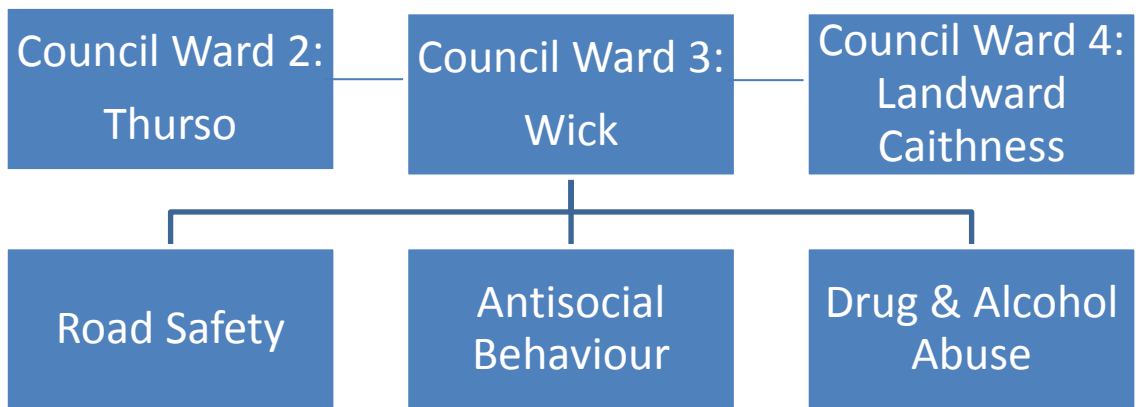 Council Ward 2:
Thurso
Council Ward 3:
Wick
Council Ward 4:
Landward
Caithness
Road Safety
Antisocial
Behaviour
Drug & Alcohol
Abuse